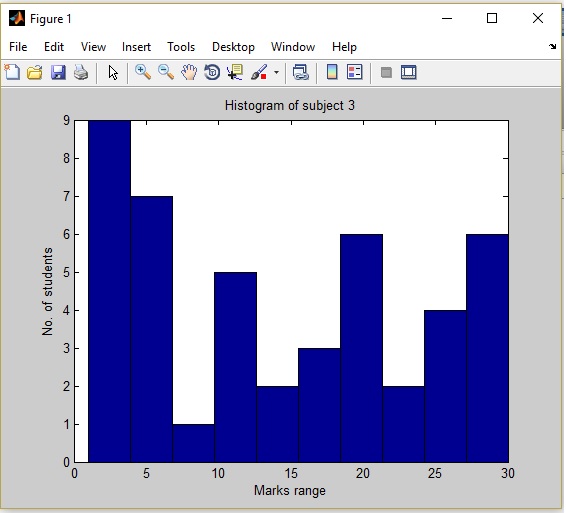 Figure 1
File Edit View Insert Tools Desktop Window Help
Histogram of subject 3
9
8
7
6
5
4
3
2
1
0
No. of students
0 5 10 15 20 25 30
Marks range